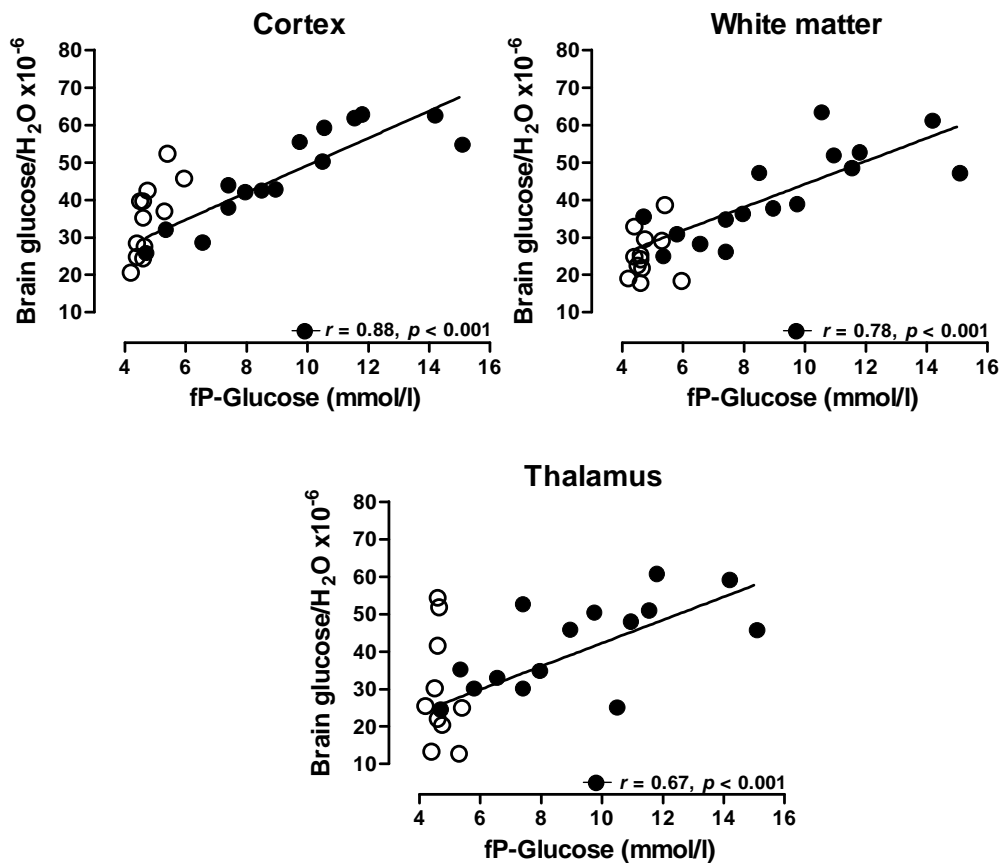 Cortex
Brain glucose/H₂O x10⁻⁶
80
70
60
50
40
30
20
10
r = 0.88, p < 0.001
4 6 8 10 12 14 16
fP-Glucose (mmol/l)
White matter
Brain glucose/H₂O x10⁻⁶
80
70
60
50
40
30
20
10
r = 0.78, p < 0.001
4 6 8 10 12 14 16
fP-Glucose (mmol/l)
Thalamus
Brain glucose/H₂O x10⁻⁶
80
70
60
50
40
30
20
10
r = 0.67, p < 0.001
4 6 8 10 12 14 16
fP-Glucose (mmol/l)